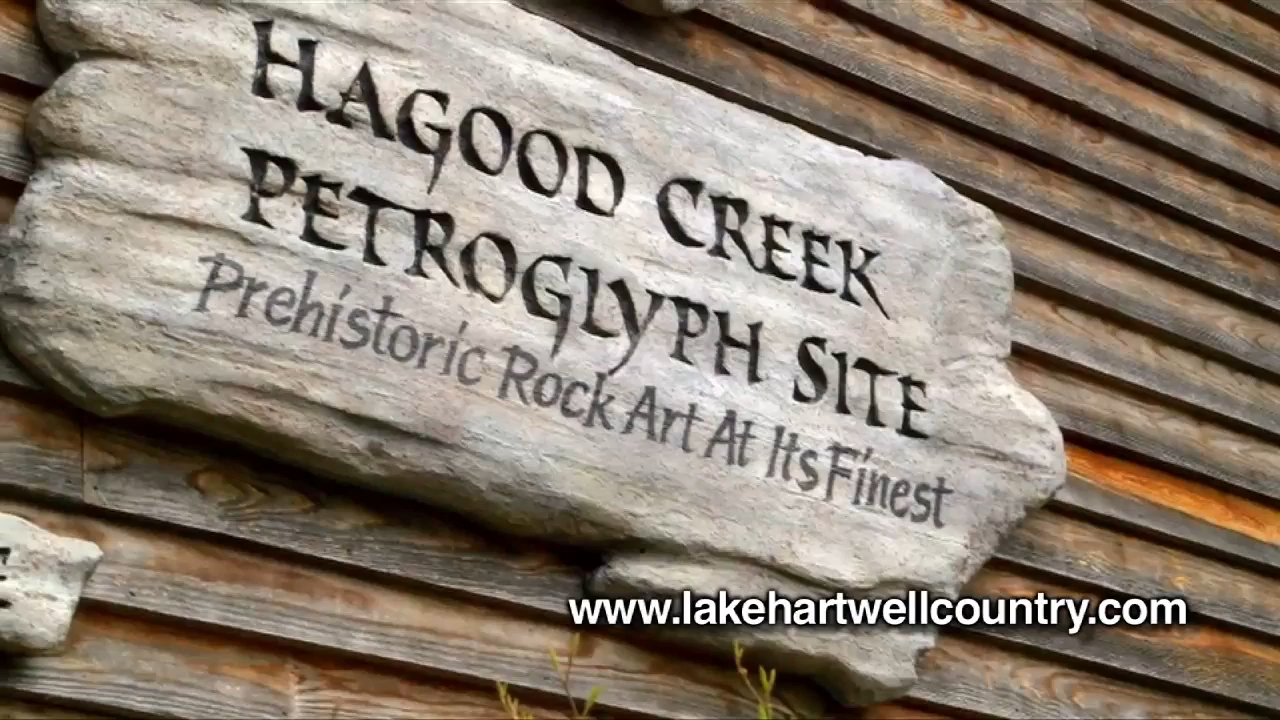 HAGOOD CREEK
PETROGLYPH SITE
Prehistoric Rock Art At Its Finest
www.lakehartwellcountry.com